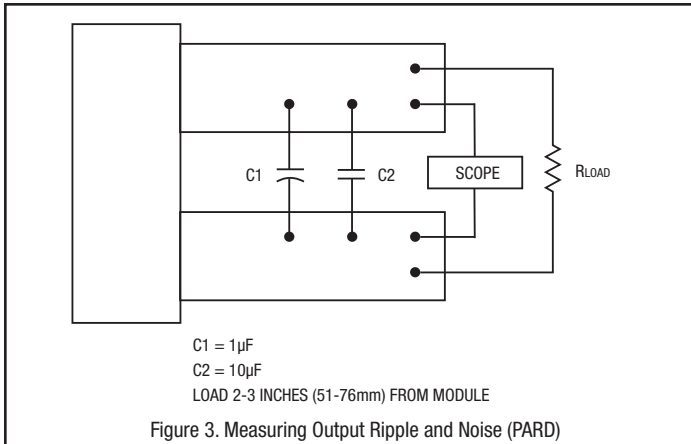 C1
C2
SCOPE
RLOAD
C1 = 1µF
C2 = 10µF
LOAD 2-3 INCHES (51-76mm) FROM MODULE
Figure 3. Measuring Output Ripple and Noise (PARD)